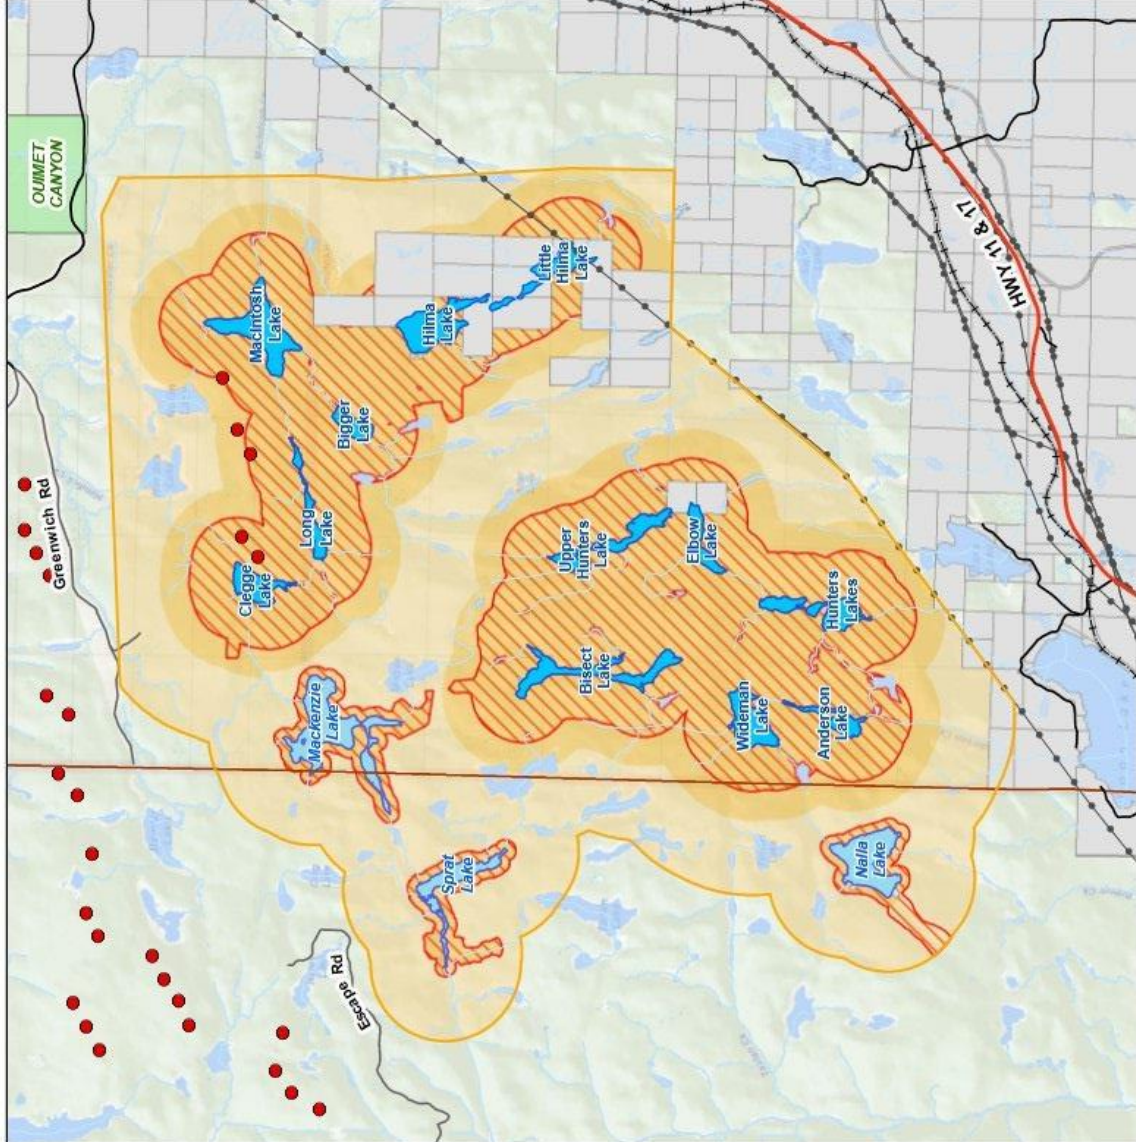 OUIMET
CANYON
Greenwich Rd
MacIntosh
Lake
Hilma
Lake
Little
Hilma
Lake
Bigger
Lake
Long
Lake
Clegge
Lake
Mackenzie
Lake
Upper
Hunters
Lake
Elbow
Lake
Bisect
Lake
Hunters
Lakes
Wideman
Lake
Anderson
Lake
Sprat
Lake
Nalla
Lake
Escape Rd
HWY 11 & 17